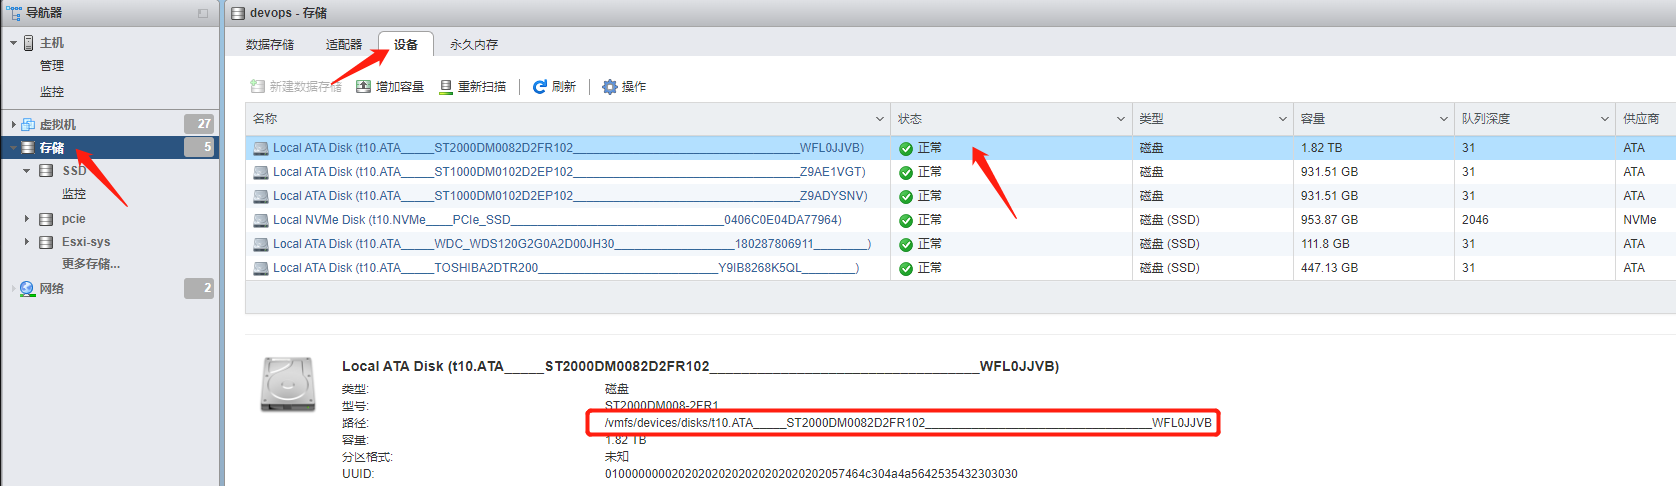 导航器
主机
管理
监控
虚拟机 27
存储 5
SSD
监控
pcie
Esxi-sys
更多存储...
网络 2
devops - 存储
数据存储 适配器 设备 永久内存
新建数据存储 增加容量 重新扫描 刷新 操作
名称 状态 类型 容量 队列深度 供应商
Local ATA Disk (t10.ATA_____ST2000DM0082D2FR102__________________________________WFL0JJVB) 正常 磁盘 1.82 TB 31 ATA
Local ATA Disk (t10.ATA_____ST1000DM0102D2EP102__________________________________Z9AE1VGT) 正常 磁盘 931.51 GB 31 ATA
Local ATA Disk (t10.ATA_____ST1000DM0102D2EP102__________________________________Z9ADYSNV) 正常 磁盘 931.51 GB 31 ATA
Local NVMe Disk (t10.NVMe____PCIe_SSD________________________________0406C0E04DA77964) 正常 磁盘 (SSD) 953.87 GB 2046 NVMe
Local ATA Disk (t10.ATA_____WDC_WDS120G2G0A2D00JH30__________________180287806911________) 正常 磁盘 (SSD) 111.8 GB 31 ATA
Local ATA Disk (t10.ATA_____TOSHIBA2DTR200___________________________Y9IB8268K5QL________) 正常 磁盘 (SSD) 447.13 GB 31 ATA
Local ATA Disk (t10.ATA_____ST2000DM0082D2FR102__________________________________WFL0JJVB)
类型: 磁盘
型号: ST2000DM008-2FR1
路径: /vmfs/devices/disks/t10.ATA_____ST2000DM0082D2FR102__________________________________WFL0JJVB
容量: 1.82 TB
分区格式: 未知
UUID: 01000000002020202020202020202020202057464c304a4a5642535432303030